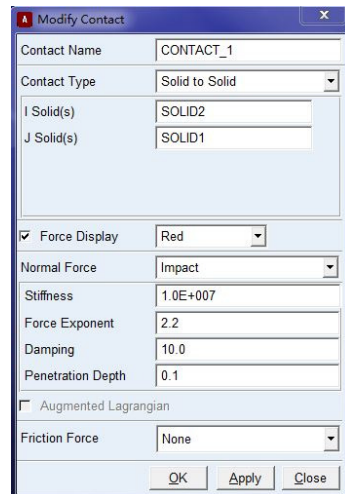 Modify Contact
Contact Name CONTACT_1
Contact Type Solid to Solid
I Solid(s) SOLID2
J Solid(s) SOLID1
Force Display Red
Normal Force Impact
Stiffness 1.0E+007
Force Exponent 2.2
Damping 10.0
Penetration Depth 0.1
Augmented Lagrangian
Friction Force None
OK Apply Close